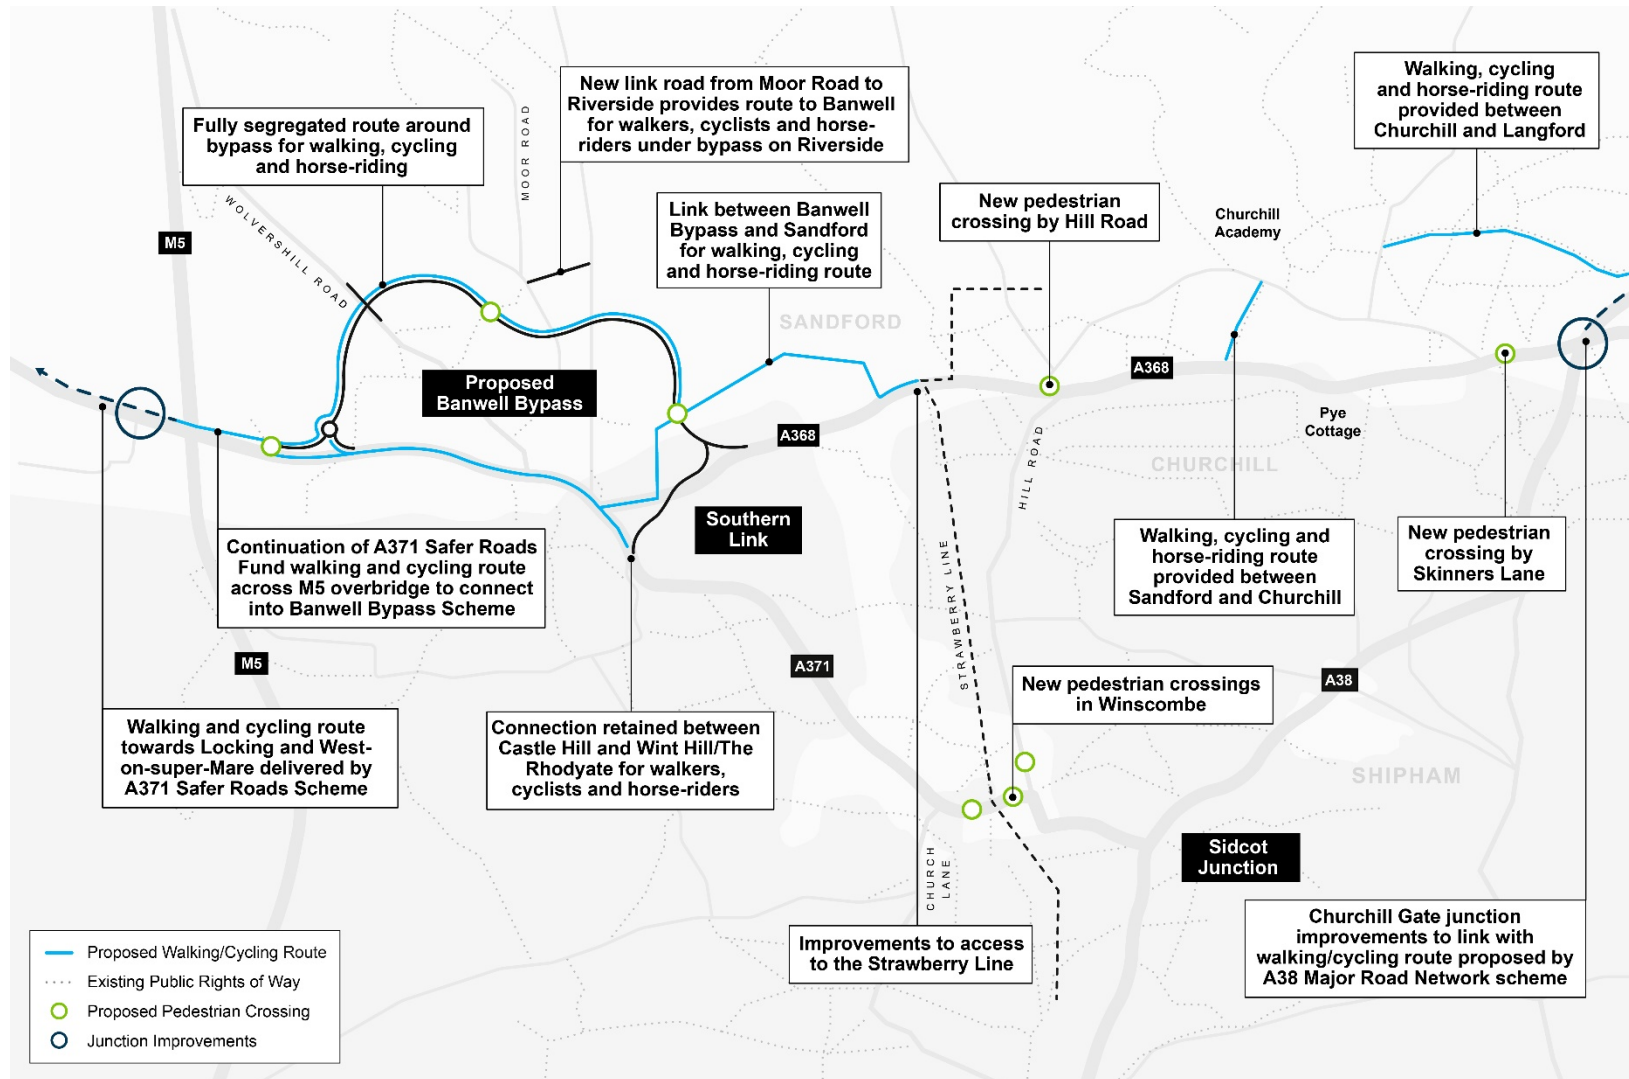 Walking, cycling
and horse-riding route
provided between
Churchill and Langford
New link road from Moor Road to
Riverside provides route to Banwell
for walkers, cyclists and horse-
riders under bypass on Riverside
Fully segregated route around
bypass for walking, cycling
and horse-riding
MOOR ROAD
WOLVERSHILL ROAD
M5
Link between Banwell
Bypass and Sandford
for walking, cycling
and horse-riding route
New pedestrian
crossing by Hill Road
Churchill
Academy
SANDFORD
Proposed
Banwell Bypass
A368
A368
Pye
Cottage
CHURCHILL
HILL ROAD
Southern
Link
Continuation of A371 Safer Roads
Fund walking and cycling route
across M5 overbridge to connect
into Banwell Bypass Scheme
Walking, cycling and
horse-riding route
provided between
Sandford and Churchill
New pedestrian
crossing by
Skinners Lane
STRAWBERRY LINE
M5
A371
A38
New pedestrian crossings
in Winscombe
Walking and cycling route
towards Locking and West-
on-super-Mare delivered by
A371 Safer Roads Scheme
Connection retained between
Castle Hill and Wint Hill/The
Rhodyate for walkers,
cyclists and horse-riders
SHIPHAM
Sidcot
Junction
CHURCH
LANE
Improvements to access
to the Strawberry Line
Churchill Gate junction
improvements to link with
walking/cycling route proposed by
A38 Major Road Network scheme
Proposed Walking/Cycling Route
Existing Public Rights of Way
Proposed Pedestrian Crossing
Junction Improvements